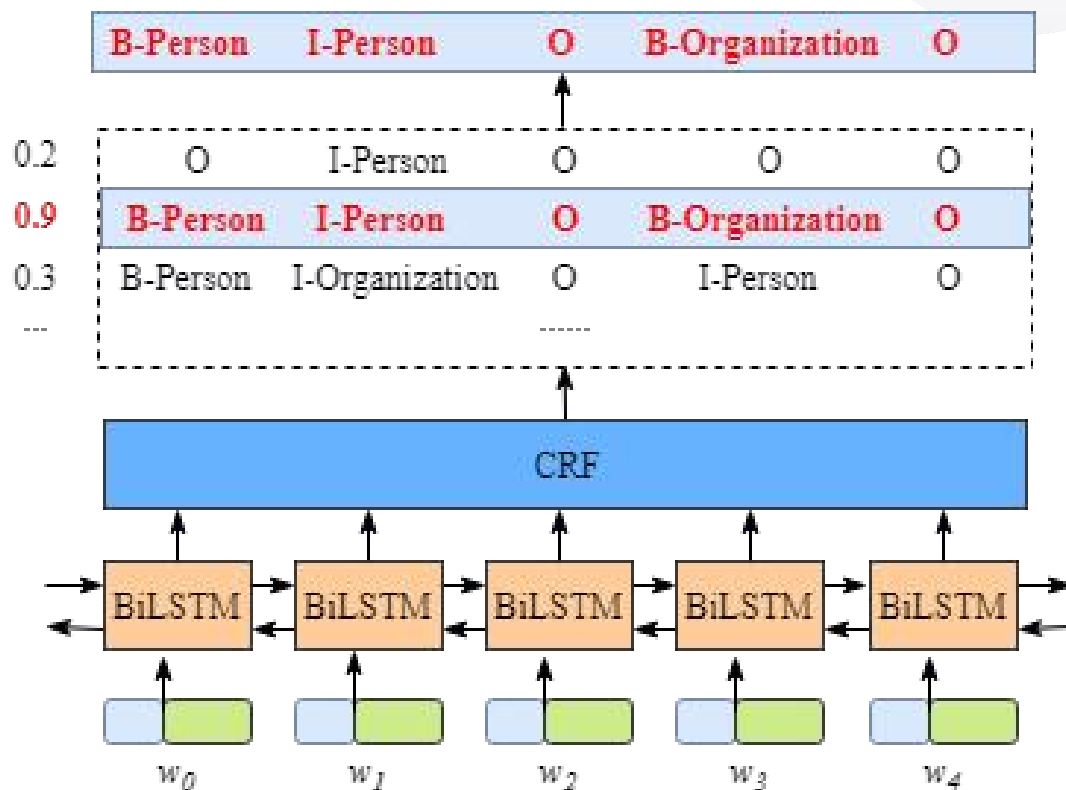 B-Person I-Person O B-Organization O
0.2 O I-Person O O O
0.9 B-Person I-Person O B-Organization O
0.3 B-Person I-Organization O I-Person O
--- ------
CRF
BiLSTM BiLSTM BiLSTM BiLSTM BiLSTM
w0 w1 w2 w3 w4